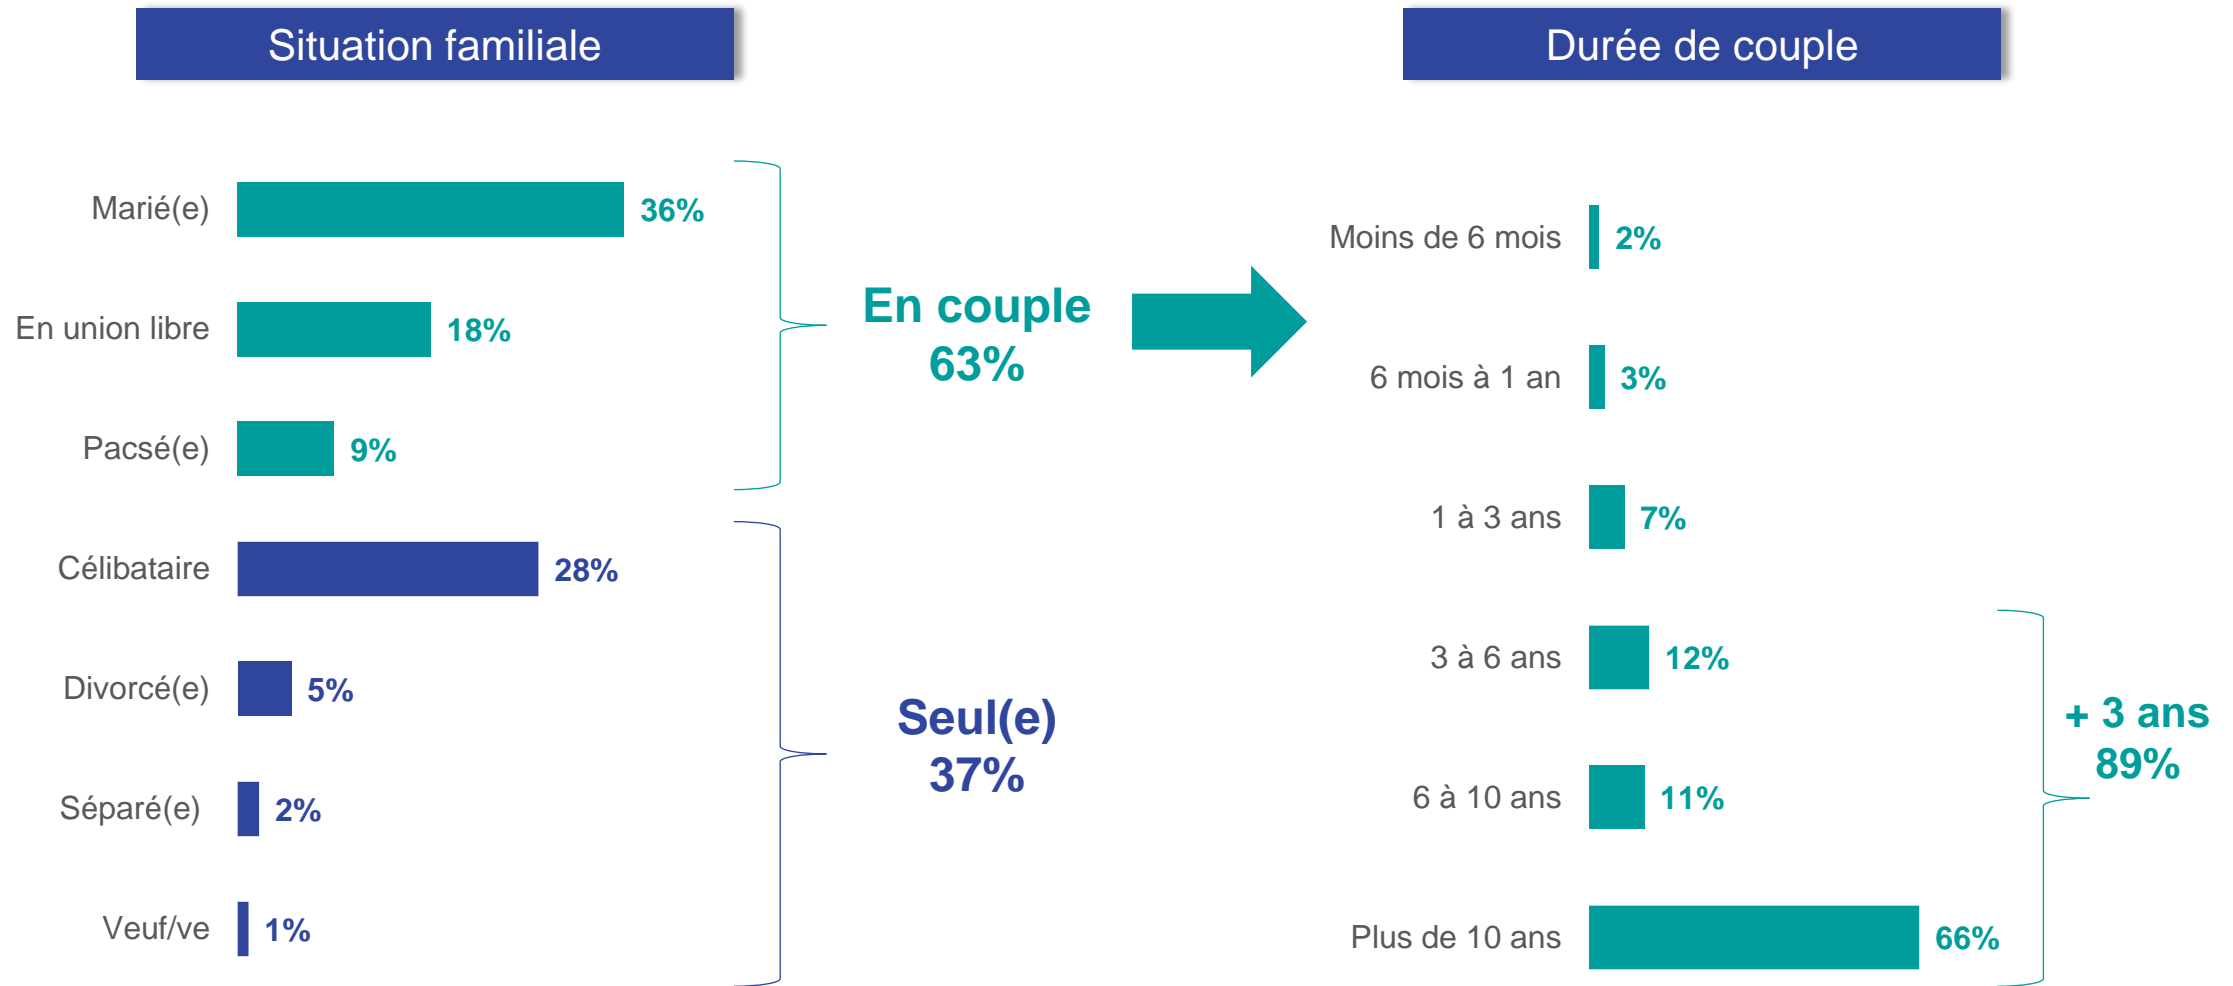 Situation familiale
Marié(e)
36%
En union libre
18%
Pacsé(e)
9%
Célibataire
28%
Divorcé(e)
5%
Séparé(e)
2%
Veuf/ve
1%
En couple
63%
Seul(e)
37%
Durée de couple
Moins de 6 mois
2%
6 mois à 1 an
3%
1 à 3 ans
7%
3 à 6 ans
12%
6 à 10 ans
11%
Plus de 10 ans
66%
+ 3 ans
89%